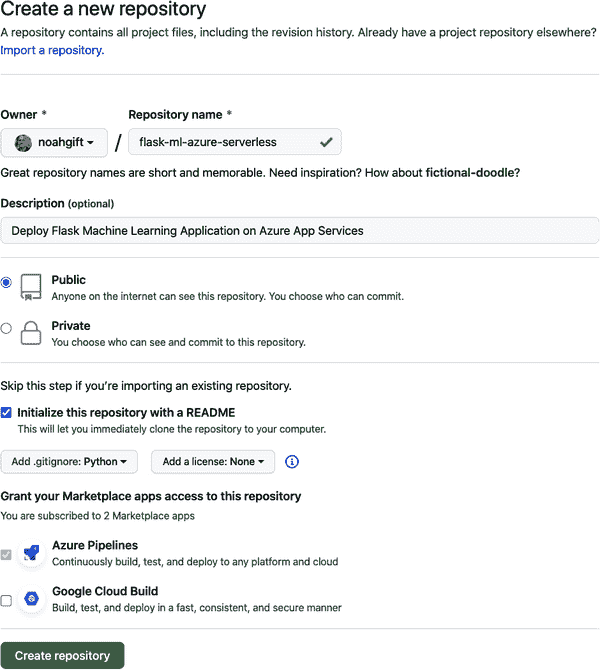 Create a new repository
A repository contains all project files, including the revision history. Already have a project repository elsewhere?
Import a repository.
Owner *
Repository name *
noahgift
/
flask-ml-azure-serverless
Great repository names are short and memorable. Need inspiration? How about fictional-doodle?
Description (optional)
Deploy Flask Machine Learning Application on Azure App Services
Public
Anyone on the internet can see this repository. You choose who can commit.
Private
You choose who can see and commit to this repository.
Skip this step if you're importing an existing repository.
Initialize this repository with a README
This will let you immediately clone the repository to your computer.
Add .gitignore: Python
Add a license: None
Grant your Marketplace apps access to this repository
You are subscribed to 2 Marketplace apps
Azure Pipelines
Continuously build, test, and deploy to any platform and cloud
Google Cloud Build
Build, test, and deploy in a fast, consistent, and secure manner
Create repository